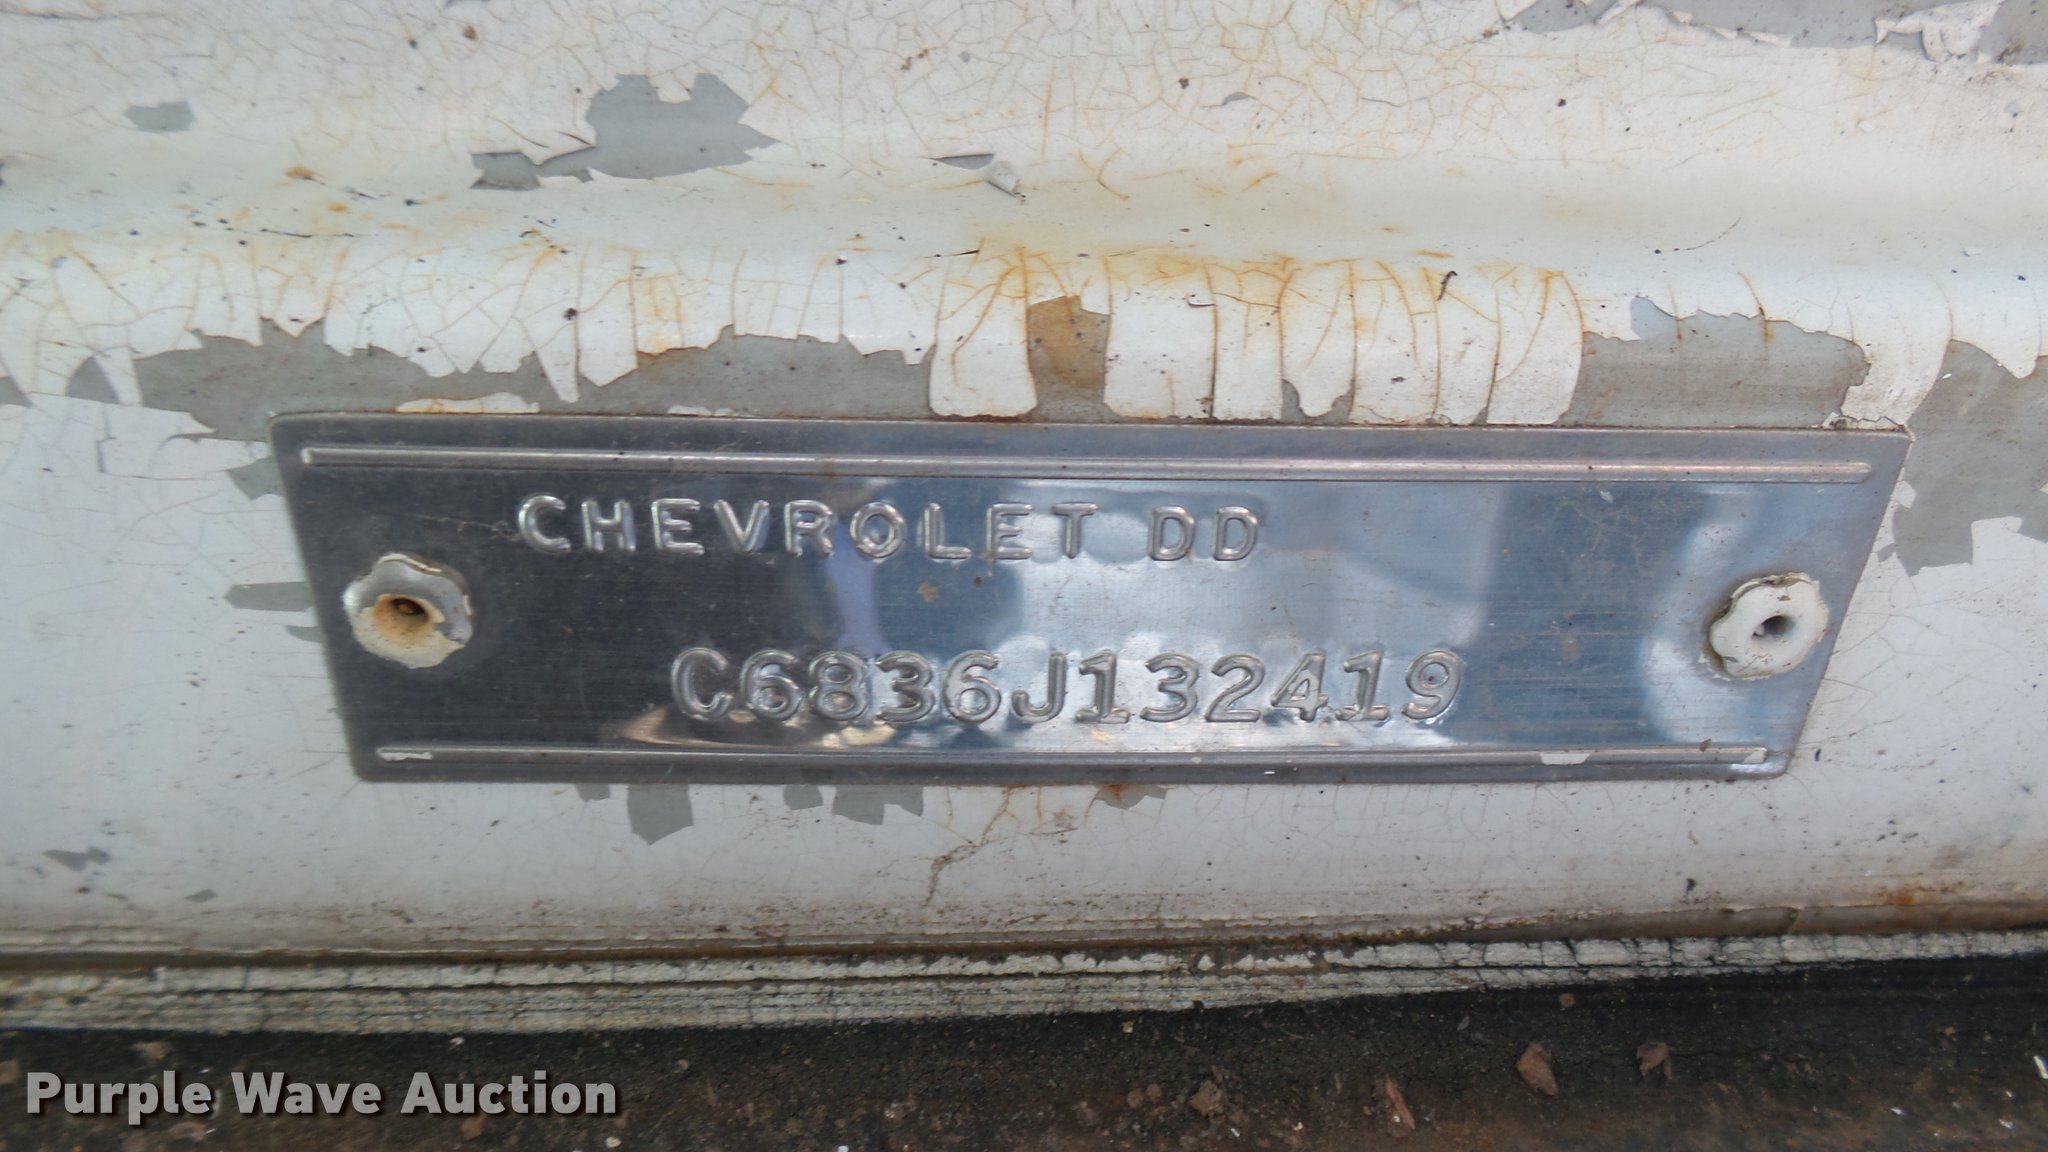 CHEVROLET DD
C6836J132419
Purple Wave Auction